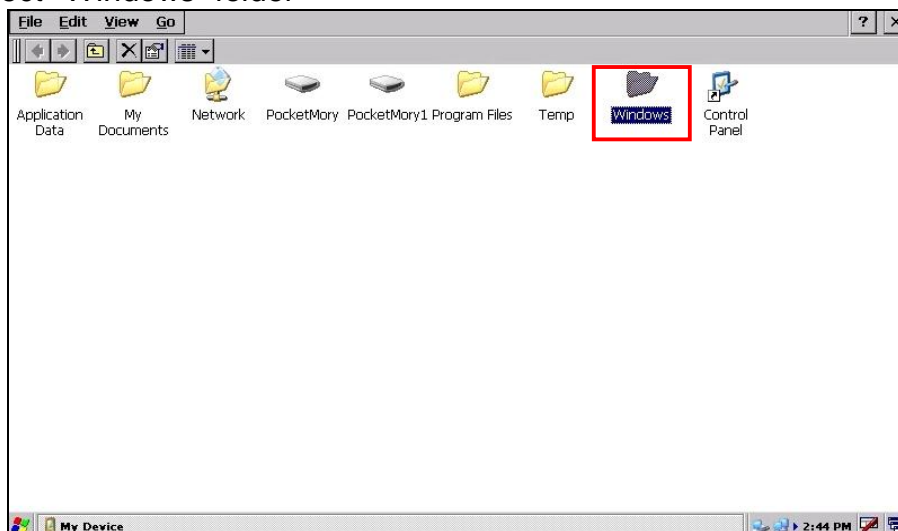 File Edit View Go ? ×
Application Data
My Documents
Network
PocketMory
PocketMory1
Program Files
Temp
Windows
Control Panel
My Device
2:44 PM